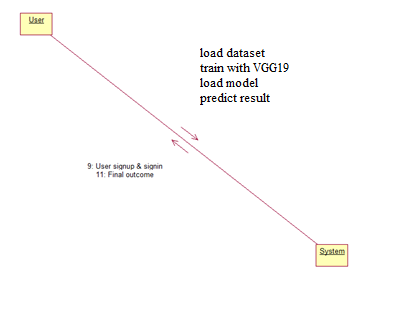 User
load dataset
train with VGG19
load model
predict result
9: User signup & signin
11: Final outcome
System